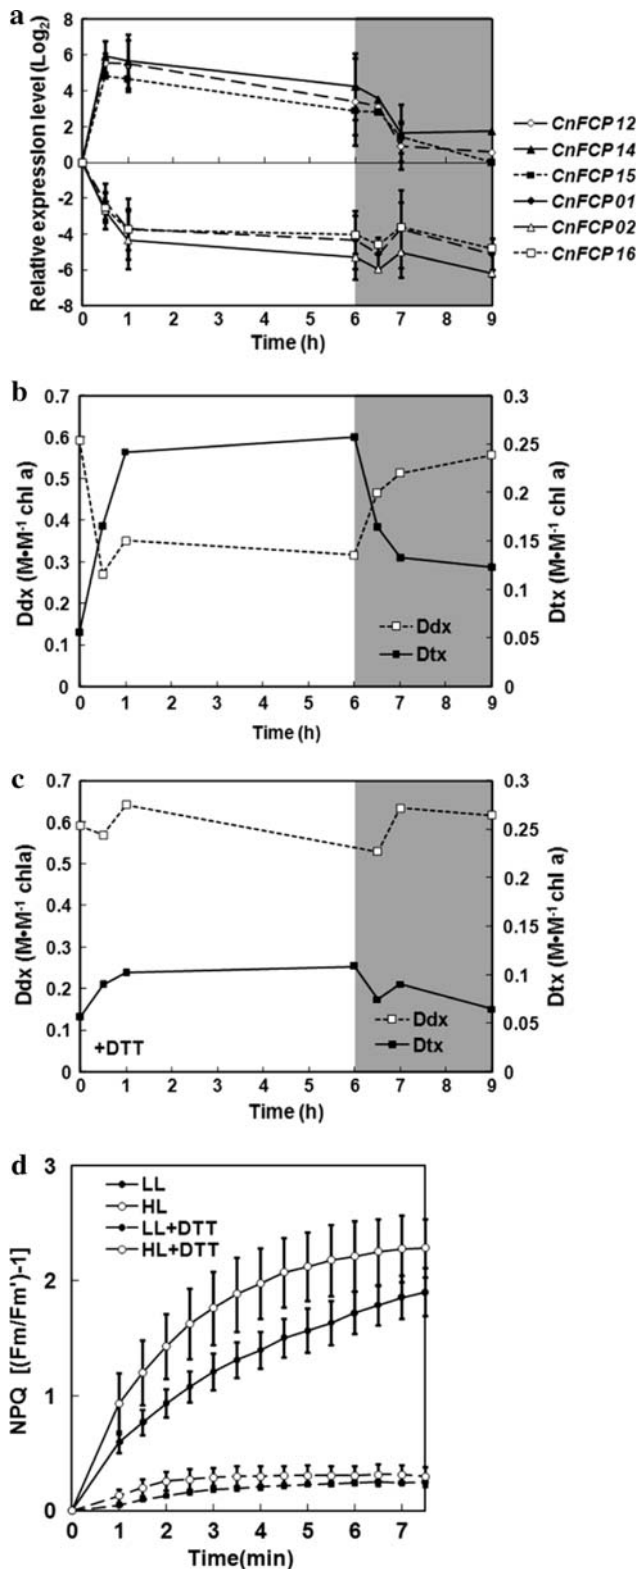 a
Relative expression level (Log2)
8
6
4
2
0
-2
-4
-6
-8
0 1 2 3 4 5 6 7 8 9
Time (h)
CnFCP12
CnFCP14
CnFCP15
CnFCP01
CnFCP02
CnFCP16
b
Ddx (M•M-1 chl a)
0.7
0.6
0.5
0.4
0.3
0.2
0.1
0
Dtx (M•M-1 chl a)
0.3
0.25
0.2
0.15
0.1
0.05
0
Ddx
Dtx
0 1 2 3 4 5 6 7 8 9
Time (h)
c
Ddx (M•M-1 chla)
0.7
0.6
0.5
0.4
0.3
0.2
0.1
0
Dtx (M•M-1 chl a)
0.3
0.25
0.2
0.15
0.1
0.05
0
+DTT
Ddx
Dtx
0 1 2 3 4 5 6 7 8 9
Time (h)
d
NPQ [(Fm/Fm')-1]
3
2
1
0
LL
HL
LL+DTT
HL+DTT
0 1 2 3 4 5 6 7
Time(min)